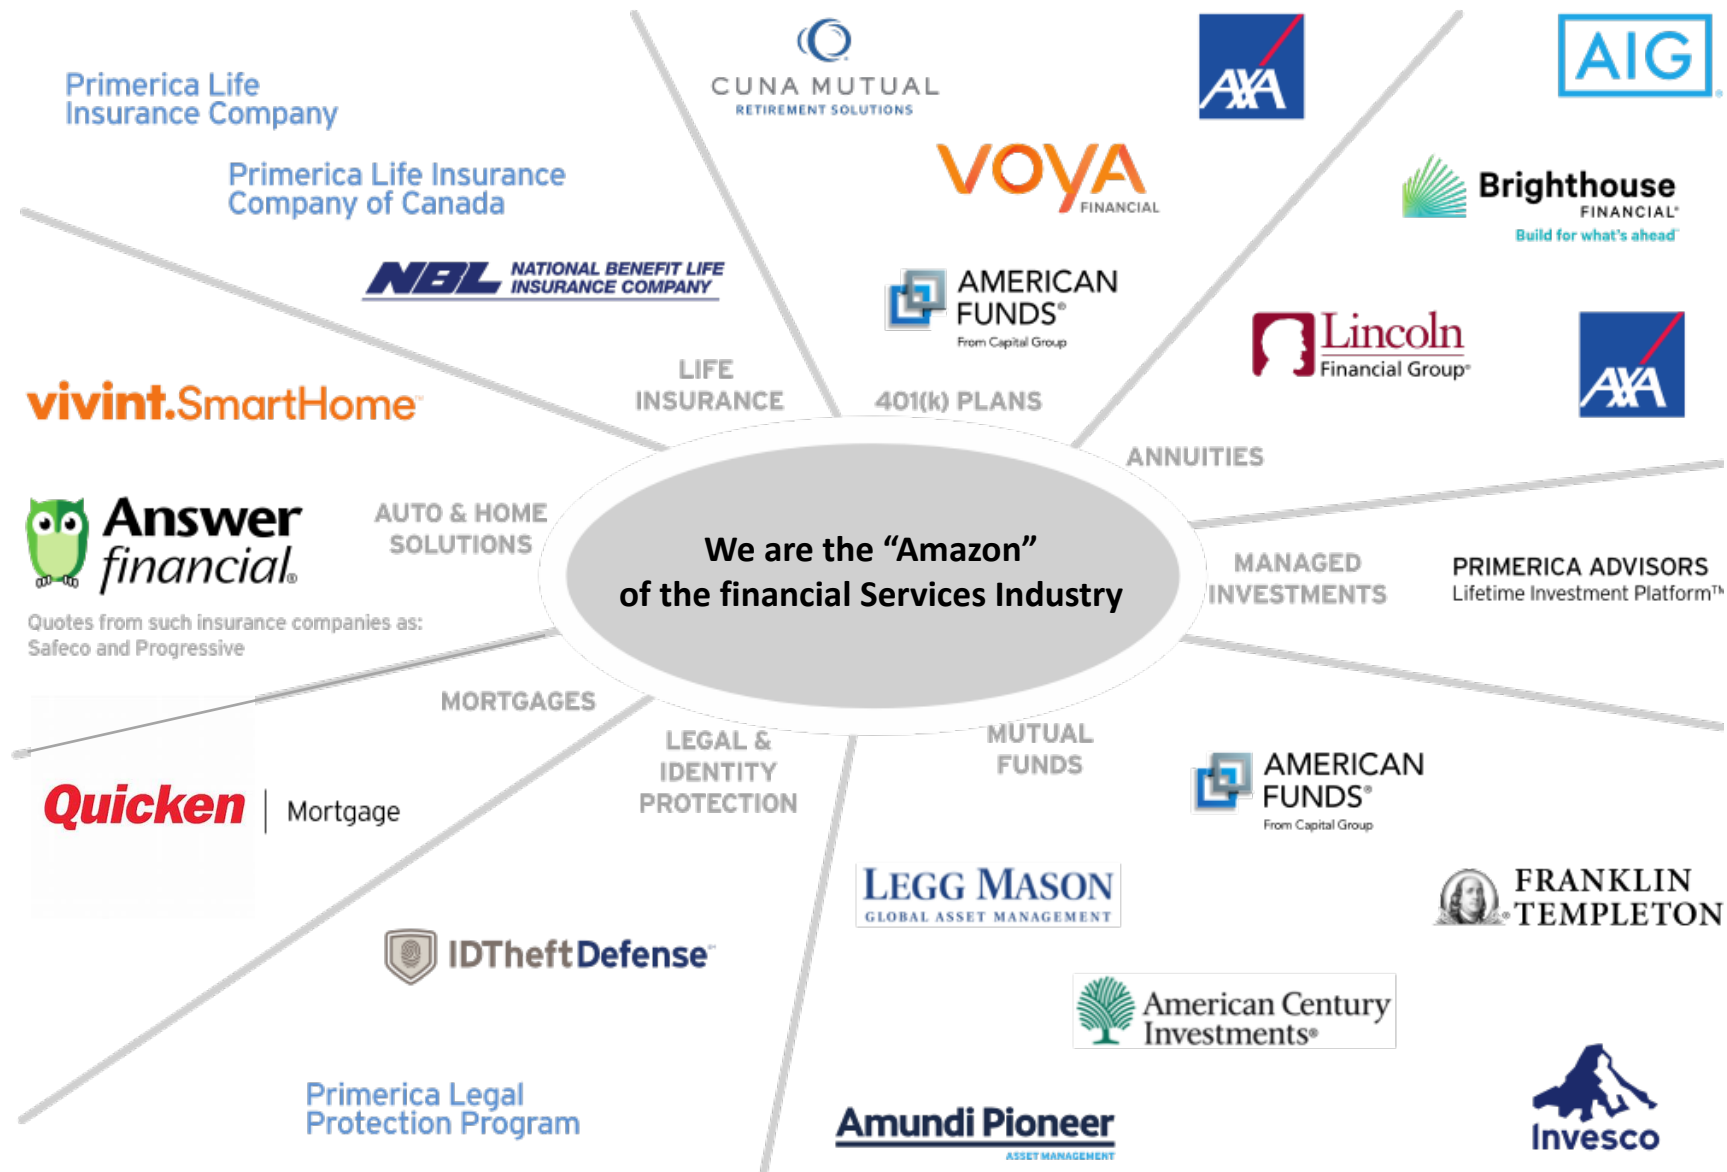 Primerica Life
Insurance Company
Primerica Life Insurance
Company of Canada
NBL NATIONAL BENEFIT LIFE
INSURANCE COMPANY
LIFE
INSURANCE
CUNA MUTUAL
RETIREMENT SOLUTIONS
AXA
VOYA
FINANCIAL
AMERICAN
FUNDS®
From Capital Group
401(k) PLANS
AIG®
Brighthouse
FINANCIAL®
Build for what's ahead℠
Lincoln
Financial Group®
AXA
ANNUITIES
vivint.SmartHome™
Answer
financial®
AUTO & HOME
SOLUTIONS
Quotes from such insurance companies as:
Safeco and Progressive
We are the “Amazon”
of the financial Services Industry
MANAGED
INVESTMENTS
PRIMERICA ADVISORS
Lifetime Investment Platform™
MORTGAGES
Quicken | Mortgage
LEGAL &
IDENTITY
PROTECTION
IDTheftDefense℠
Primerica Legal
Protection Program
MUTUAL
FUNDS
AMERICAN
FUNDS®
From Capital Group
LEGG MASON
GLOBAL ASSET MANAGEMENT
FRANKLIN
TEMPLETON
American Century
Investments®
Amundi Pioneer
ASSET MANAGEMENT
Invesco